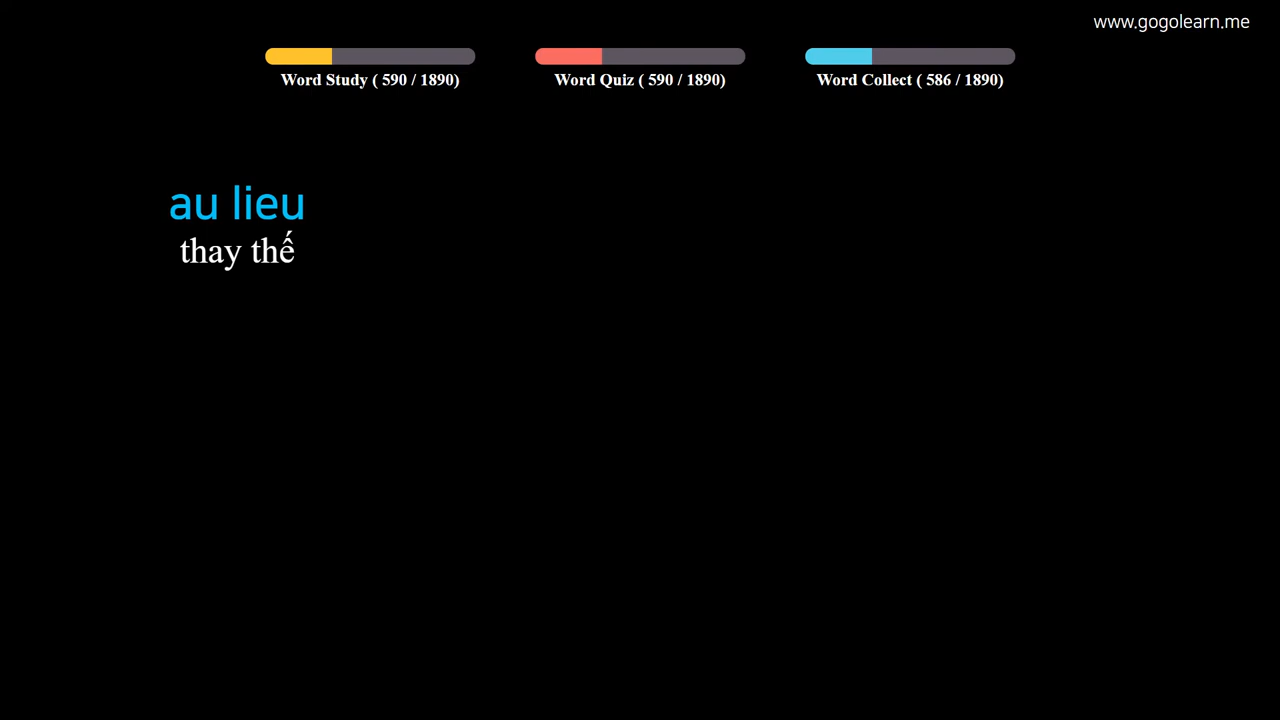 www.gogolearn.me
Word Study ( 590 / 1890)
Word Quiz ( 590 / 1890)
Word Collect ( 586 / 1890)
au lieu
thay thế